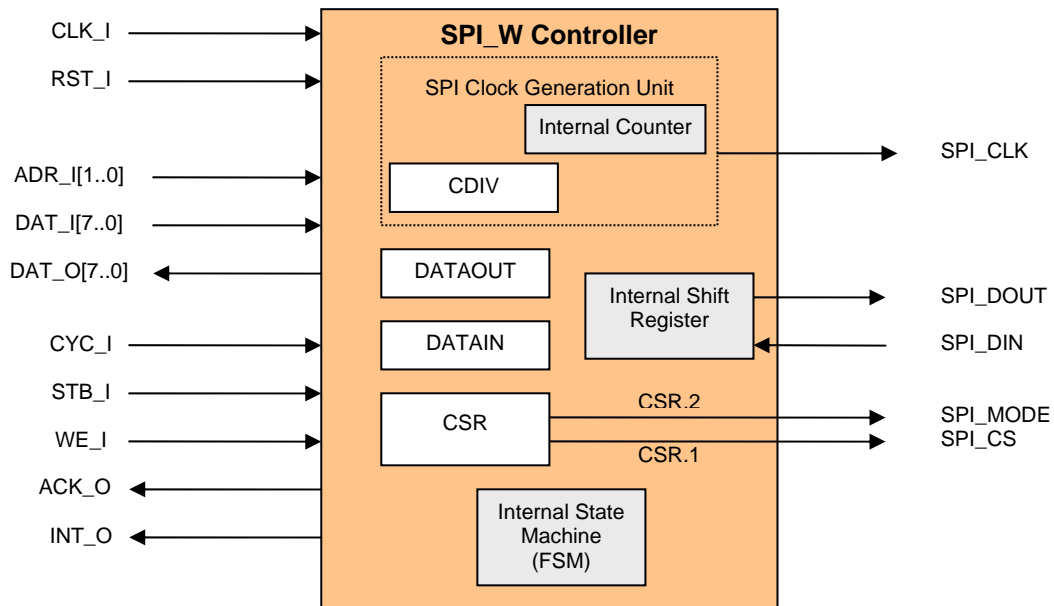 SPI_W Controller
SPI Clock Generation Unit
Internal Counter
CDIV
DATAOUT
DATAIN
CSR
Internal Shift
Register
CSR.2
CSR.1
Internal State
Machine
(FSM)
CLK_I
RST_I
ADR_I[1..0]
DAT_I[7..0]
DAT_O[7..0]
CYC_I
STB_I
WE_I
ACK_O
INT_O
SPI_CLK
SPI_DOUT
SPI_DIN
SPI_MODE
SPI_CS